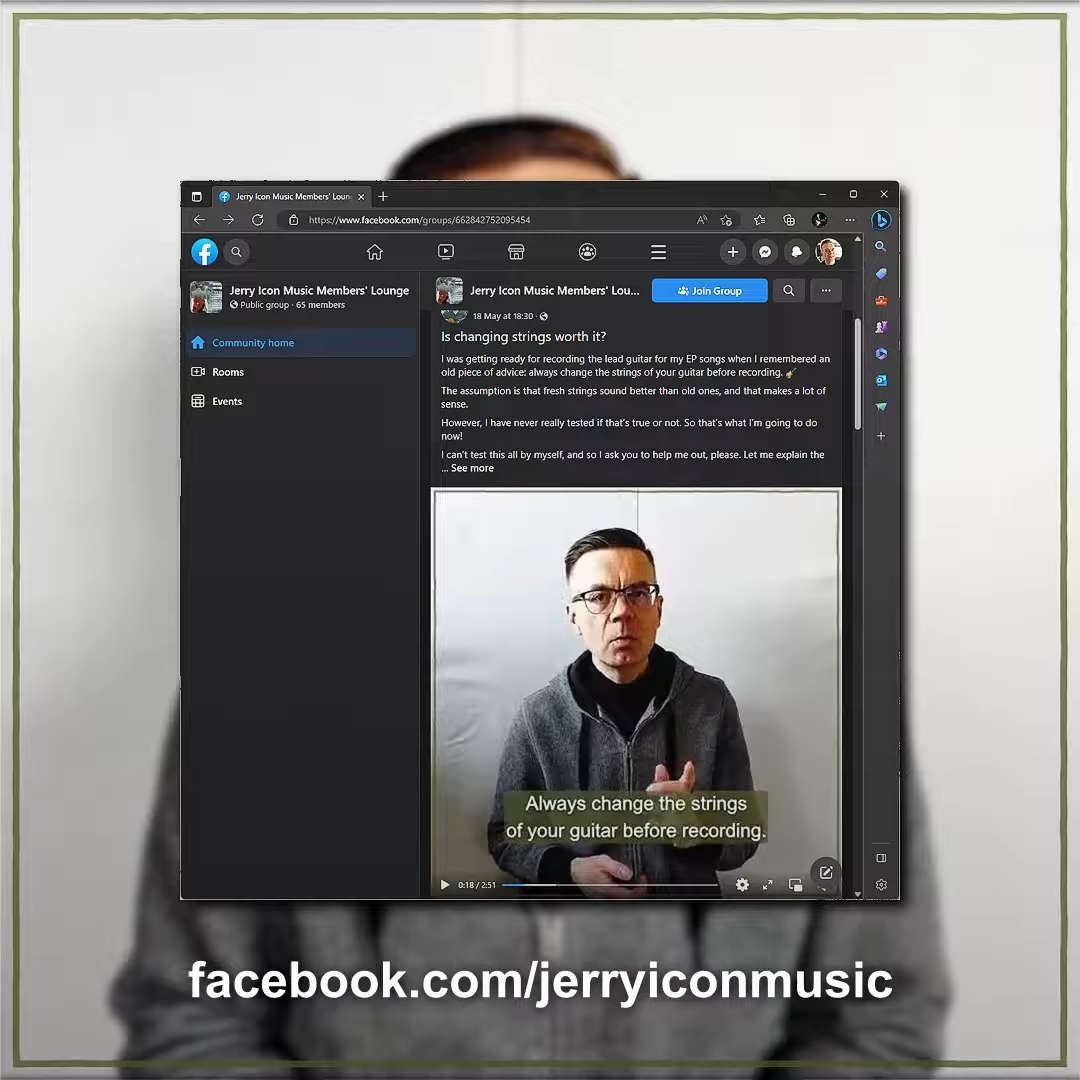 Jerry Icon Music Members' Loun
https://www.facebook.com/groups/662842752095454
Jerry Icon Music Members' Lounge
Public group · 65 members
Community home
Rooms
Events
Jerry Icon Music Members' Lou...
Join Group
18 May at 18:30 ·
Is changing strings worth it?
I was getting ready for recording the lead guitar for my EP songs when I remembered an
old piece of advice: always change the strings of your guitar before recording. 🎸
The assumption is that fresh strings sound better than old ones, and that makes a lot of
sense.
However, I have never really tested if that's true or not. So that's what I'm going to do
now!
I can't test this all by myself, and so I ask you to help me out, please. Let me explain the
... See more
Always change the strings
of your guitar before recording.
0:18 / 2:51
facebook.com/jerryiconmusic